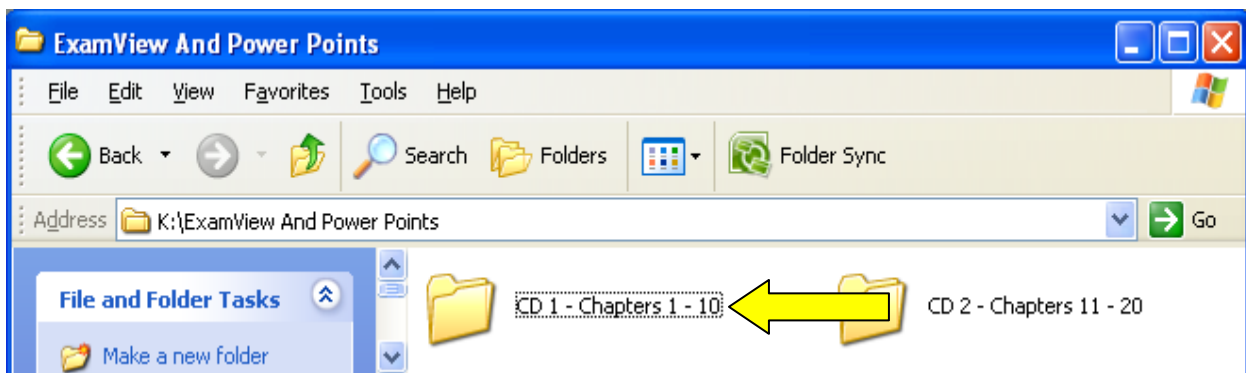 ExamView And Power Points
File Edit View Favorites Tools Help
Back Search Folders Folder Sync
Address K:\ExamView And Power Points Go
File and Folder Tasks
CD 1 - Chapters 1 - 10 CD 2 - Chapters 11 - 20
Make a new folder